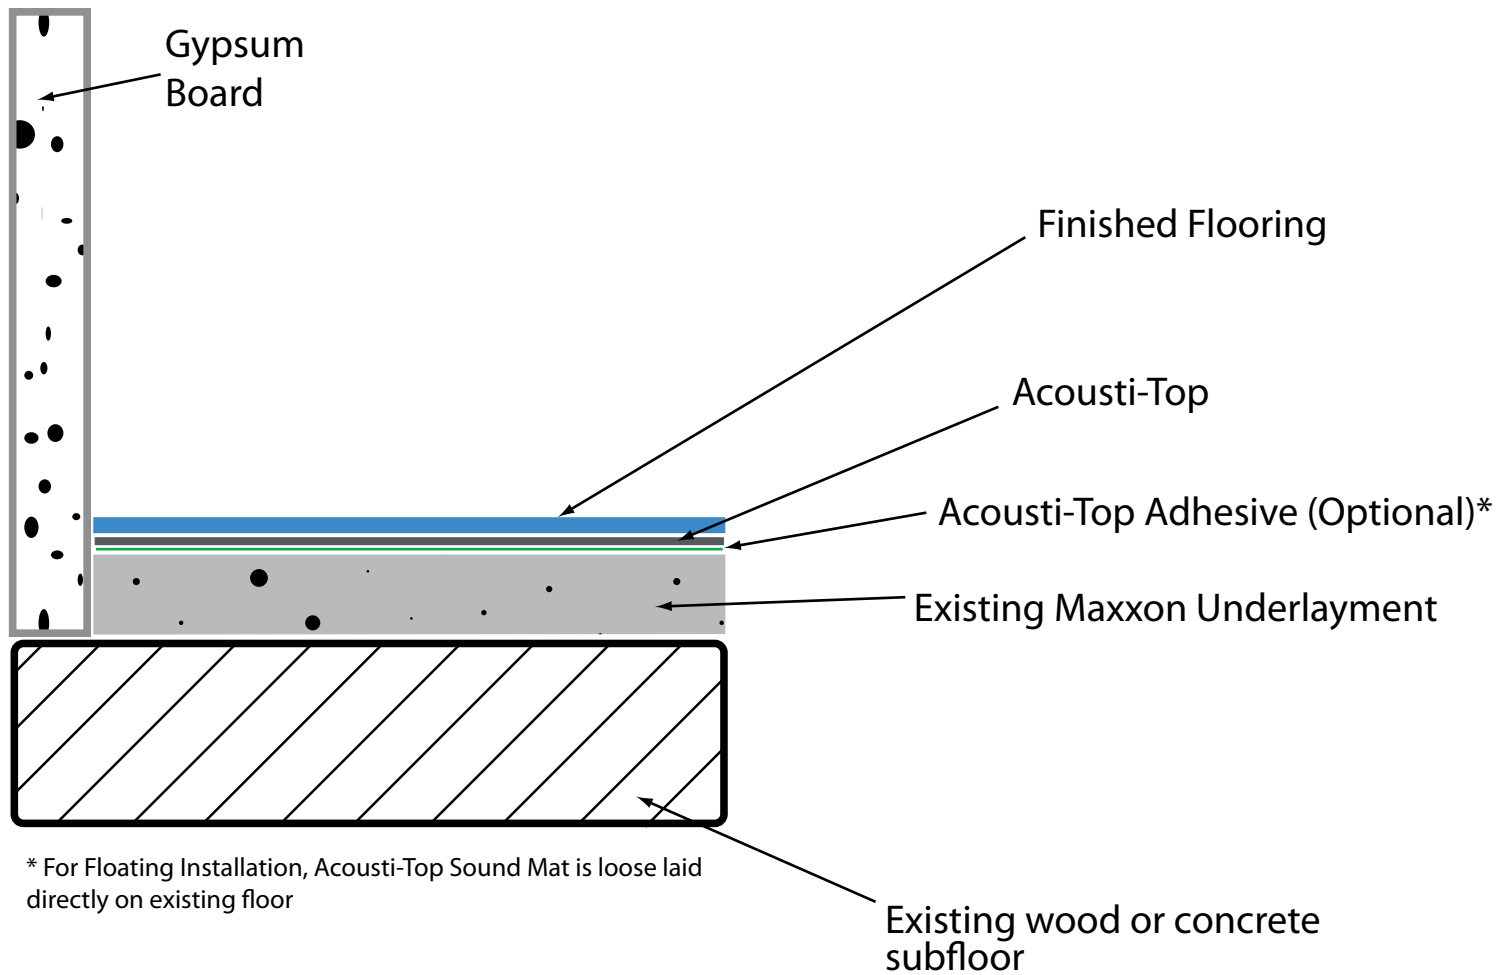 Gypsum
Board
Finished Flooring
Acousti-Top
Acousti-Top Adhesive (Optional)*
Existing Maxxon Underlayment
* For Floating Installation, Acousti-Top Sound Mat is loose laid
directly on existing floor
Existing wood or concrete
subfloor